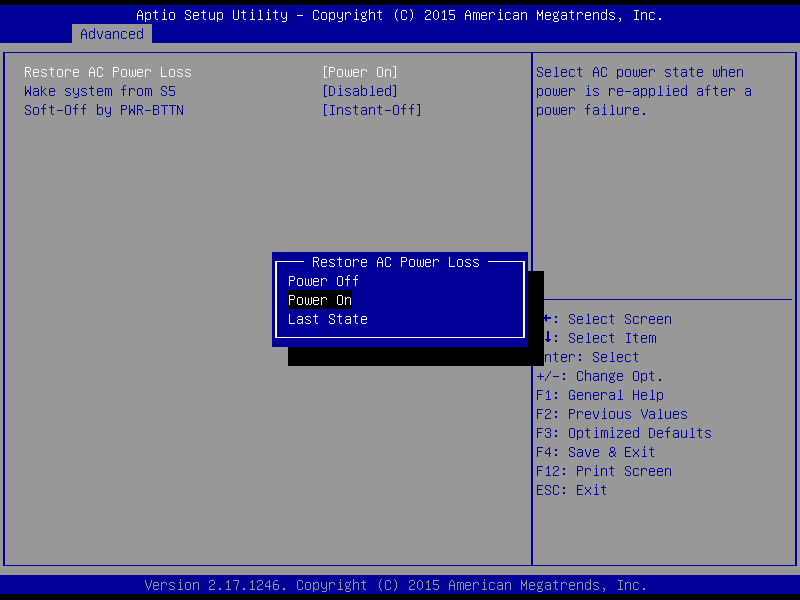 Aptio Setup Utility – Copyright (C) 2015 American Megatrends, Inc.
Advanced
Restore AC Power Loss [Power On]
Wake system from S5 [Disabled]
Soft-Off by PWR-BTTN [Instant-Off]
Select AC power state when
power is re-applied after a
power failure.
Restore AC Power Loss
Power Off
Power On
Last State
←: Select Screen
↓: Select Item
nter: Select
+/-: Change Opt.
F1: General Help
F2: Previous Values
F3: Optimized Defaults
F4: Save & Exit
F12: Print Screen
ESC: Exit
Version 2.17.1246. Copyright (C) 2015 American Megatrends, Inc.